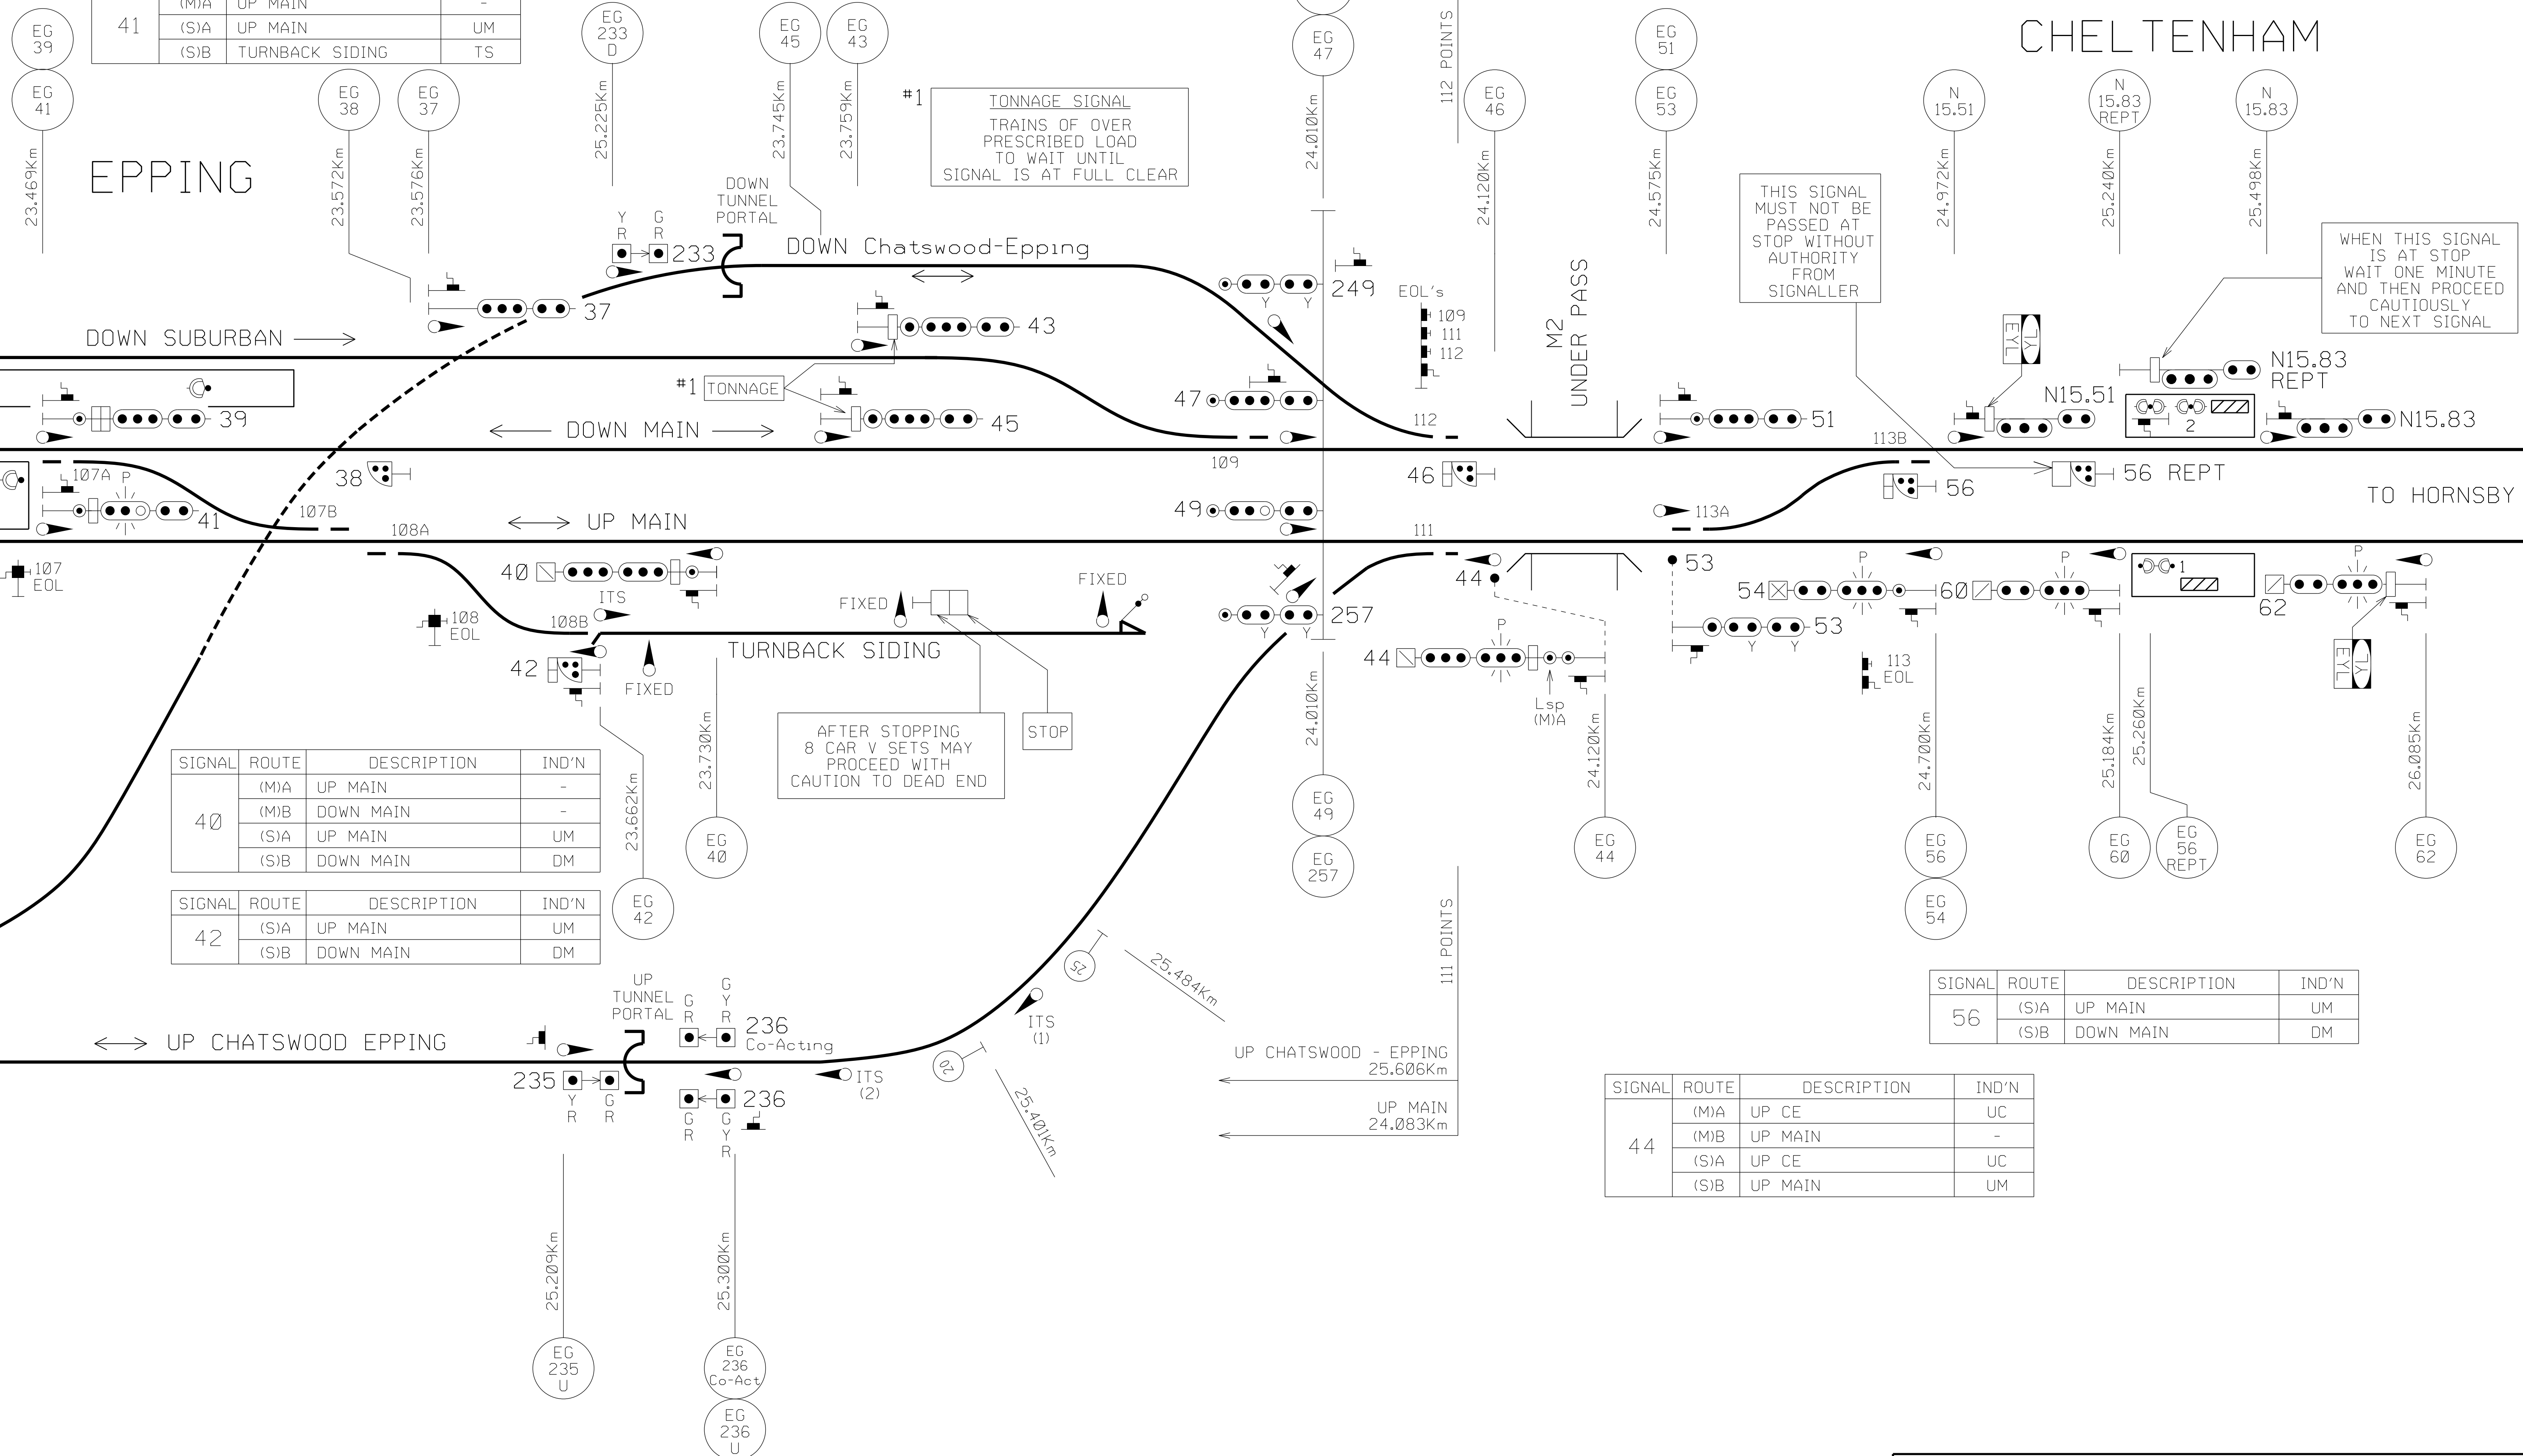 (M)A UP MAIN -
41 (S)A UP MAIN UM
(S)B TURNBACK SIDING TS
CHELTENHAM
EPPING
EG
39
EG
41
23.469Km
EG
38
23.572Km
EG
37
23.576Km
EG
233
D
25.225Km
EG
45
23.745Km
EG
43
23.759Km
#1
TONNAGE SIGNAL
TRAINS OF OVER
PRESCRIBED LOAD
TO WAIT UNTIL
SIGNAL IS AT FULL CLEAR
EG
47
24.010Km
112 POINTS
EG
46
24.120Km
EG
51
EG
53
24.575Km
THIS SIGNAL
MUST NOT BE
PASSED AT
STOP WITHOUT
AUTHORITY
FROM
SIGNALLER
N
15.51
24.972Km
N
15.83
REPT
25.240Km
N
15.83
25.498Km
WHEN THIS SIGNAL
IS AT STOP
WAIT ONE MINUTE
AND THEN PROCEED
CAUTIOUSLY
TO NEXT SIGNAL
DOWN
TUNNEL
PORTAL
Y
R
G
R
233
DOWN Chatswood-Epping
249
Y Y
EOL's
109
111
112
M2
UNDER PASS
37
DOWN SUBURBAN
43
#1 TONNAGE
39
DOWN MAIN
45
47
112
51
113B
EYL
YL
N15.51
N15.83
REPT
2
N15.83
109
38
46
56
56 REPT
TO HORNSBY
107A
P
41
107B
108A
UP MAIN
49
111
113A
107
EOL
40
ITS
108
EOL
108B
FIXED
FIXED
FIXED
TURNBACK SIDING
42
257
Y Y
44
53
53
Y Y
P
44
Lsp
(M)A
P
54
113
EOL
P
60
1
P
62
EYL
YL
AFTER STOPPING
8 CAR V SETS MAY
PROCEED WITH
CAUTION TO DEAD END
STOP
SIGNAL ROUTE DESCRIPTION IND'N
40 (M)A UP MAIN -
(M)B DOWN MAIN -
(S)A UP MAIN UM
(S)B DOWN MAIN DM
SIGNAL ROUTE DESCRIPTION IND'N
42 (S)A UP MAIN UM
(S)B DOWN MAIN DM
23.662Km
EG
42
23.730Km
EG
40
24.010Km
EG
49
EG
257
24.120Km
EG
44
24.700Km
EG
56
EG
54
25.184Km
EG
60
25.260Km
EG
56
REPT
26.085Km
EG
62
111 POINTS
25
25.484Km
20
25.401Km
UP CHATSWOOD - EPPING
25.606Km
UP MAIN
24.083Km
UP
TUNNEL
PORTAL
UP CHATSWOOD EPPING
G
R
G
Y
R
236
Co-Acting
ITS
(1)
ITS
(2)
235
Y
R
G
R
236
G
R
G
Y
R
SIGNAL ROUTE DESCRIPTION IND'N
56 (S)A UP MAIN UM
(S)B DOWN MAIN DM
SIGNAL ROUTE DESCRIPTION IND'N
44 (M)A UP CE UC
(M)B UP MAIN -
(S)A UP CE UC
(S)B UP MAIN UM
25.209Km
EG
235
U
25.300Km
EG
236
Co-Act
EG
236
U